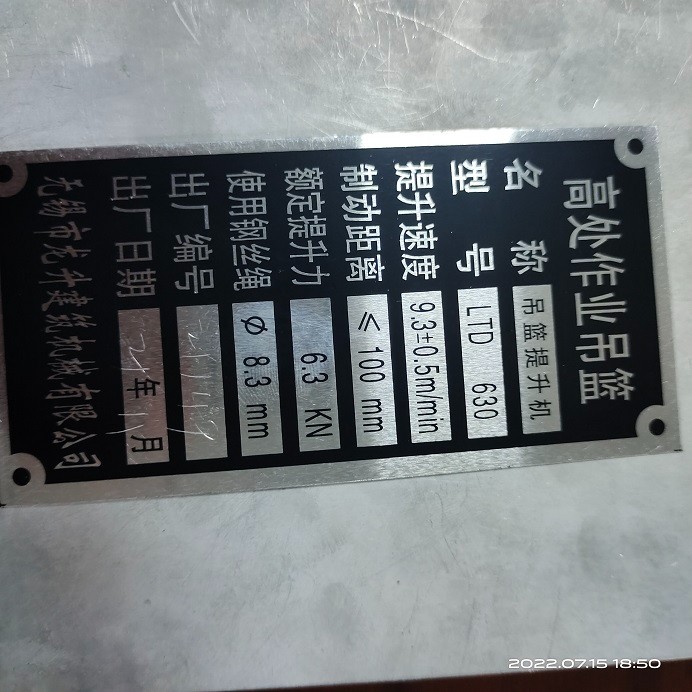 高处作业吊篮
名称 吊篮提升机
型号 LTD 630
提升速度 9.3±0.5m/min
制动距离 ≤100 mm
额定提升力 6.3 KN
使用钢丝绳 Ø 8.3 mm
出厂编号
出厂日期 21年11月
无锡市龙升建筑机械有限公司
2022.07.15 18:50